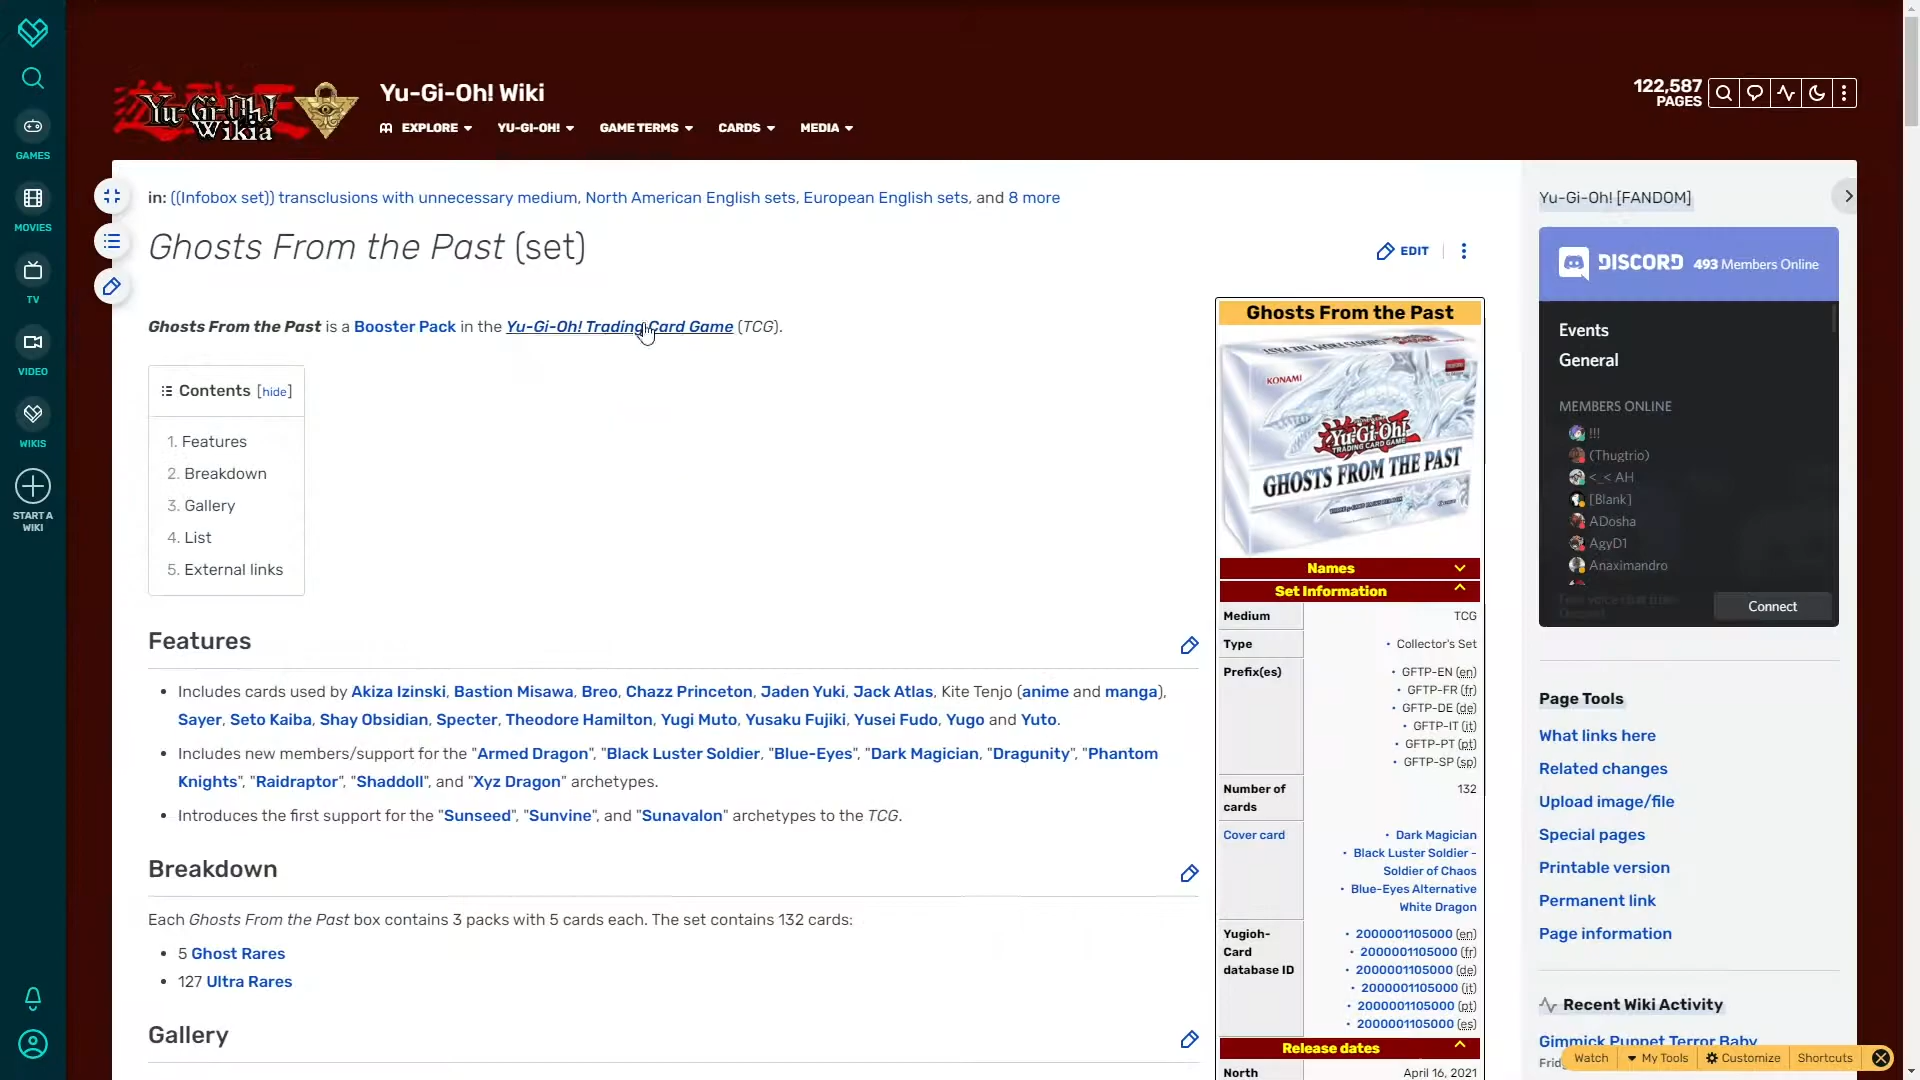 Yu-Gi-Oh!
Wikia
Yu-Gi-Oh! Wiki
EXPLORE
YU-GI-OH!
GAME TERMS
CARDS
MEDIA
122,587
PAGES
GAMES
MOVIES
TV
VIDEO
WIKIS
START A
WIKI
in: ((Infobox set)) transclusions with unnecessary medium, North American English sets, European English sets, and 8 more
Ghosts From the Past (set)
EDIT
Ghosts From the Past is a Booster Pack in the Yu-Gi-Oh! Trading Card Game (TCG).
Contents [hide]
1. Features
2. Breakdown
3. Gallery
4. List
5. External links
Features
• Includes cards used by Akiza Izinski, Bastion Misawa, Breo, Chazz Princeton, Jaden Yuki, Jack Atlas, Kite Tenjo (anime and manga),
Sayer, Seto Kaiba, Shay Obsidian, Specter, Theodore Hamilton, Yugi Muto, Yusaku Fujiki, Yusei Fudo, Yugo and Yuto.
• Includes new members/support for the "Armed Dragon", "Black Luster Soldier, "Blue-Eyes", "Dark Magician, "Dragunity", "Phantom
Knights", "Raidraptor", "Shaddoll", and "Xyz Dragon" archetypes.
• Introduces the first support for the "Sunseed", "Sunvine", and "Sunavalon" archetypes to the TCG.
Breakdown
Each Ghosts From the Past box contains 3 packs with 5 cards each. The set contains 132 cards:
• 5 Ghost Rares
• 127 Ultra Rares
Gallery
Ghosts From the Past
KONAMI
Yu-Gi-Oh!
TRADING CARD GAME
GHOSTS FROM THE PAST
Names
Set Information
Medium
TCG
Type
• Collector's Set
Prefix(es)
• GFTP-EN (en)
• GFTP-FR (fr)
• GFTP-DE (de)
• GFTP-IT (it)
• GFTP-PT (pt)
• GFTP-SP (sp)
Number of
cards
132
Cover card
• Dark Magician
• Black Luster Soldier -
Soldier of Chaos
• Blue-Eyes Alternative
White Dragon
Yugioh-
Card
database ID
• 2000001105000 (en)
• 2000001105000 (fr)
• 2000001105000 (de)
• 2000001105000 (it)
• 2000001105000 (pt)
• 2000001105000 (es)
Release dates
North
April 16, 2021
Yu-Gi-Oh! [FANDOM]
DISCORD
493 Members Online
Events
General
MEMBERS ONLINE
!!!
(Thugtrio)
<_< AH
[Blank]
ADosha
AgyD1
Anaximandro
Connect
Page Tools
What links here
Related changes
Upload image/file
Special pages
Printable version
Permanent link
Page information
Recent Wiki Activity
Gimmick Puppet Terror Baby
Watch
My Tools
Customize
Shortcuts